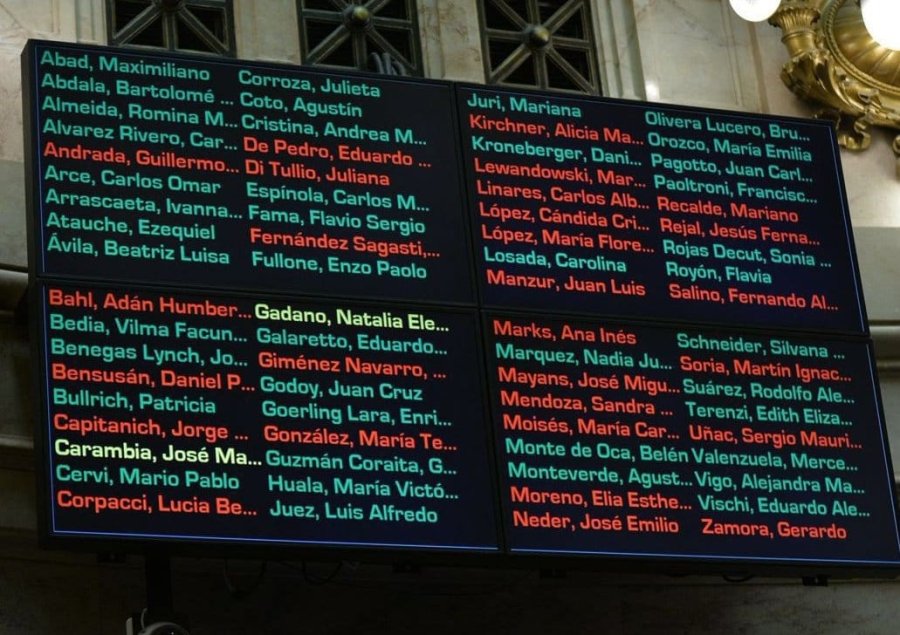 Abad, Maximiliano
Abdala, Bartolomé ...
Almeida, Romina M...
Alvarez Rivero, Car...
Andrada, Guillermo...
Arce, Carlos Omar
Arrascaeta, Ivanna...
Atauche, Ezequiel
Ávila, Beatriz Luisa
Corroza, Julieta
Coto, Agustín
Cristina, Andrea M...
De Pedro, Eduardo ...
Di Tullio, Juliana
Espínola, Carlos M...
Fama, Flavio Sergio
Fernández Sagasti,...
Fullone, Enzo Paolo
Juri, Mariana
Kirchner, Alicia Ma...
Kroneberger, Dani...
Lewandowski, Mar...
Linares, Carlos Alb...
López, Cándida Cri...
López, María Flore...
Losada, Carolina
Manzur, Juan Luis
Olivera Lucero, Bru...
Orozco, María Emilia
Pagotto, Juan Carl...
Paoltroni, Francisc...
Recalde, Mariano
Rejal, Jesús Ferna...
Rojas Decut, Sonia ...
Royón, Flavia
Salino, Fernando Al...
Bahl, Adán Humber...
Bedia, Vilma Facun...
Benegas Lynch, Jo...
Bensusán, Daniel P...
Bullrich, Patricia
Capitanich, Jorge ...
Carambia, José Ma...
Cervi, Mario Pablo
Corpacci, Lucia Be...
Gadano, Natalia Ele...
Galaretto, Eduardo...
Giménez Navarro, ...
Godoy, Juan Cruz
Goerling Lara, Enri...
González, María Te...
Guzmán Coraita, G...
Huala, María Victó...
Juez, Luis Alfredo
Marks, Ana Inés
Marquez, Nadia Ju...
Mayans, José Migu...
Mendoza, Sandra ...
Moisés, María Car...
Monte de Oca, Belén
Monteverde, Agust...
Moreno, Elia Esthe...
Neder, José Emilio
Schneider, Silvana ...
Soria, Martín Ignac...
Suárez, Rodolfo Ale...
Terenzi, Edith Eliza...
Uñac, Sergio Mauri...
Valenzuela, Merce...
Vigo, Alejandra Ma...
Vischi, Eduardo Ale...
Zamora, Gerardo